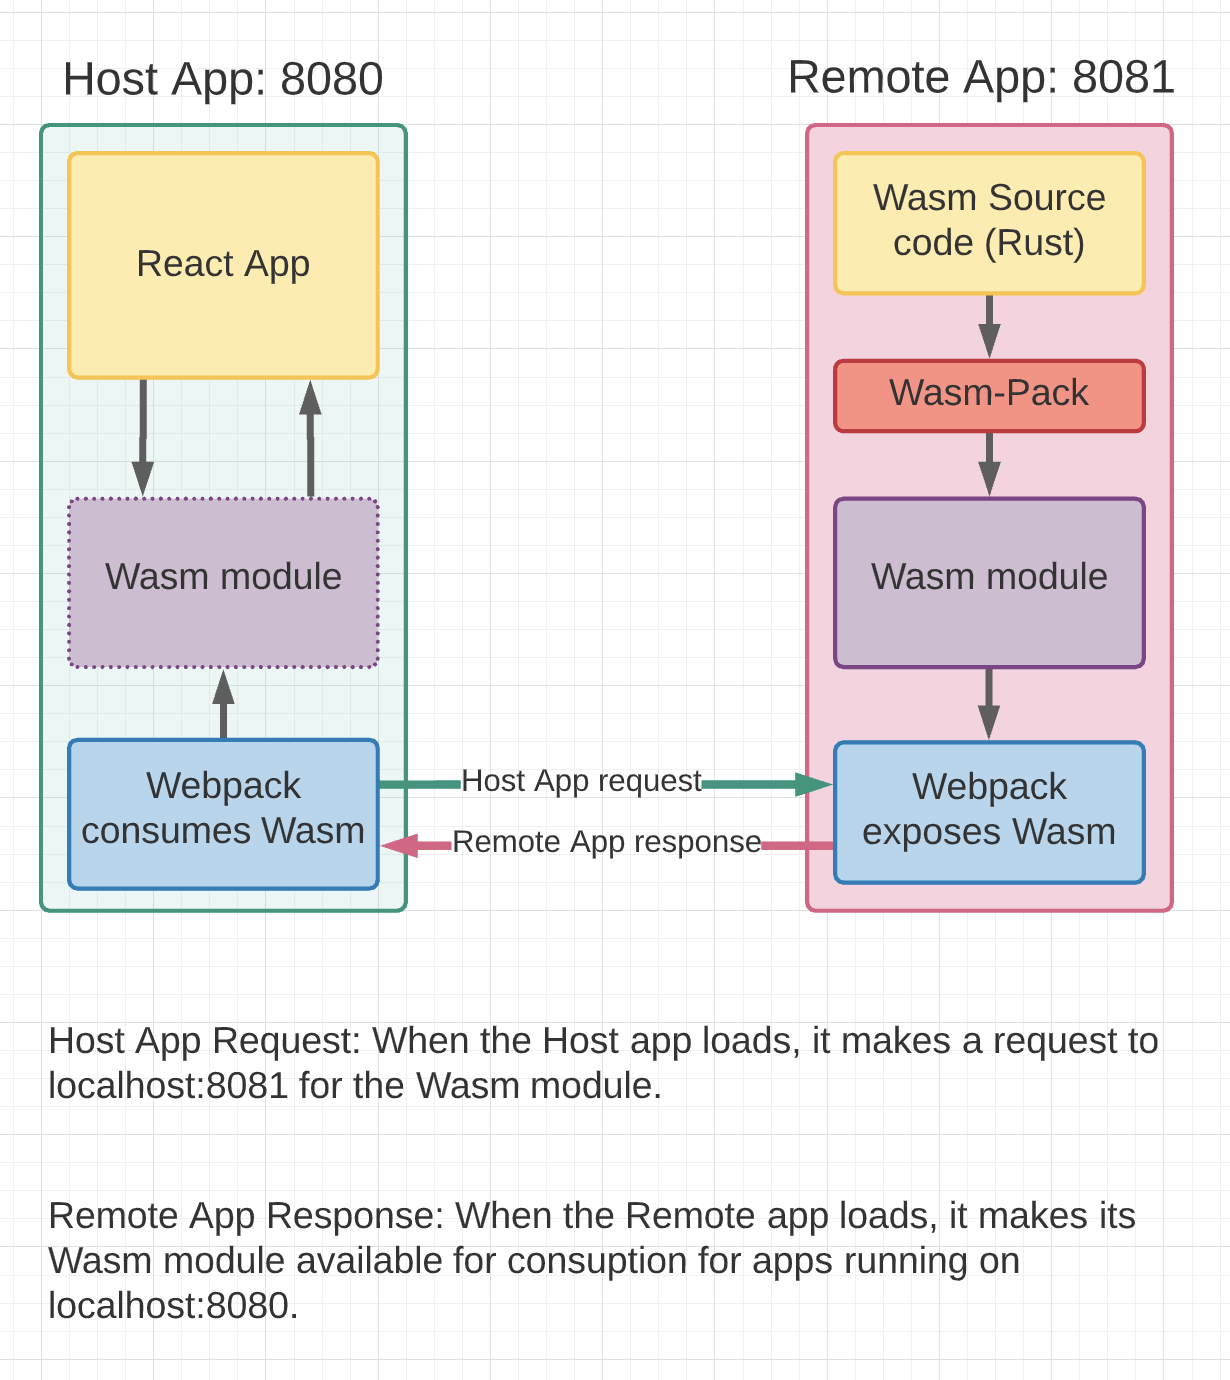 Host App: 8080
React App
Wasm module
Webpack
consumes Wasm
Host App request
Remote App response
Remote App: 8081
Wasm Source
code (Rust)
Wasm-Pack
Wasm module
Webpack
exposes Wasm
Host App Request: When the Host app loads, it makes a request to
localhost:8081 for the Wasm module.
Remote App Response: When the Remote app loads, it makes its
Wasm module available for consuption for apps running on
localhost:8080.